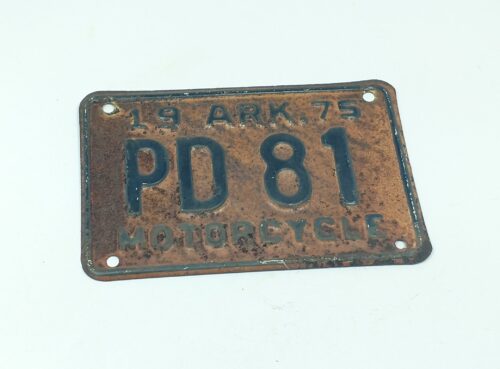 19 ARK. 75
PD 81
MOTORCYCLE